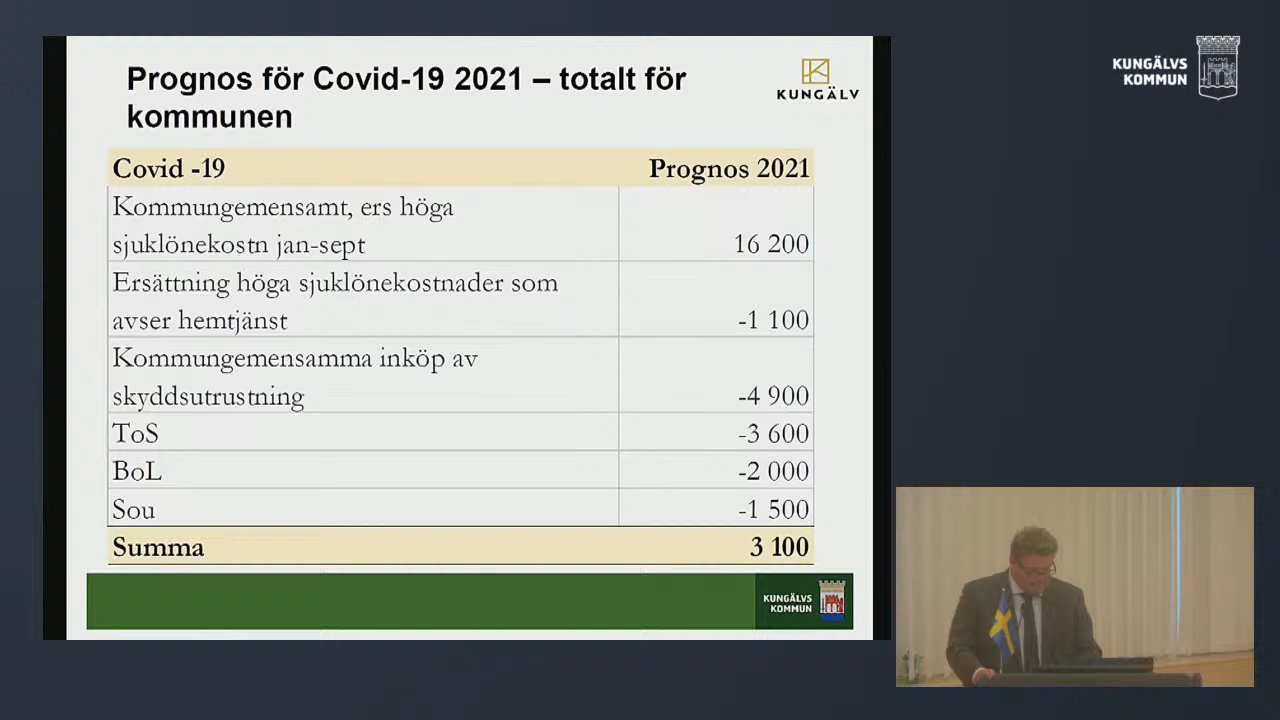 Prognos för Covid-19 2021 – totalt för
kommunen
KUNGÄLV
KUNGÄLVS
KOMMUN
Covid -19 Prognos 2021
Kommungemensamt, ers höga
sjuklönekostn jan-sept 16 200
Ersättning höga sjuklönekostnader som
avser hemtjänst -1 100
Kommungemensamma inköp av
skyddsutrustning -4 900
ToS -3 600
BoL -2 000
Sou -1 500
Summa 3 100
KUNGÄLVS
KOMMUN